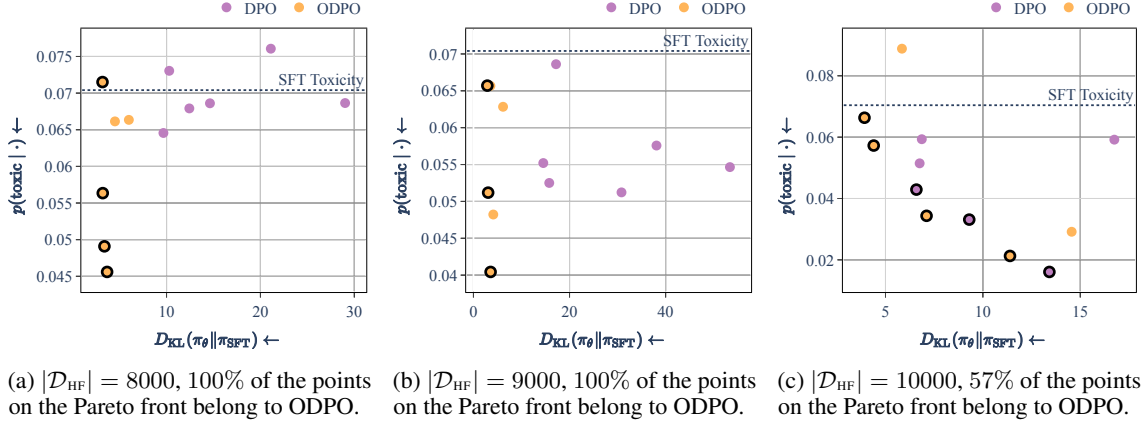 DPO ODPO
0.075
0.07
0.065
0.06
0.055
0.05
0.045
SFT Toxicity
p(toxic | ·) ←
10 20 30
D_KL(π_θ‖π_SFT) ←
(a) |𝒟_HF| = 8000, 100% of the points
on the Pareto front belong to ODPO.
DPO ODPO
0.07
0.065
0.06
0.055
0.05
0.045
0.04
SFT Toxicity
p(toxic | ·) ←
0 20 40
D_KL(π_θ‖π_SFT) ←
(b) |𝒟_HF| = 9000, 100% of the points
on the Pareto front belong to ODPO.
DPO ODPO
0.08
0.06
0.04
0.02
SFT Toxicity
p(toxic | ·) ←
5 10 15
D_KL(π_θ‖π_SFT) ←
(c) |𝒟_HF| = 10000, 57% of the points
on the Pareto front belong to ODPO.